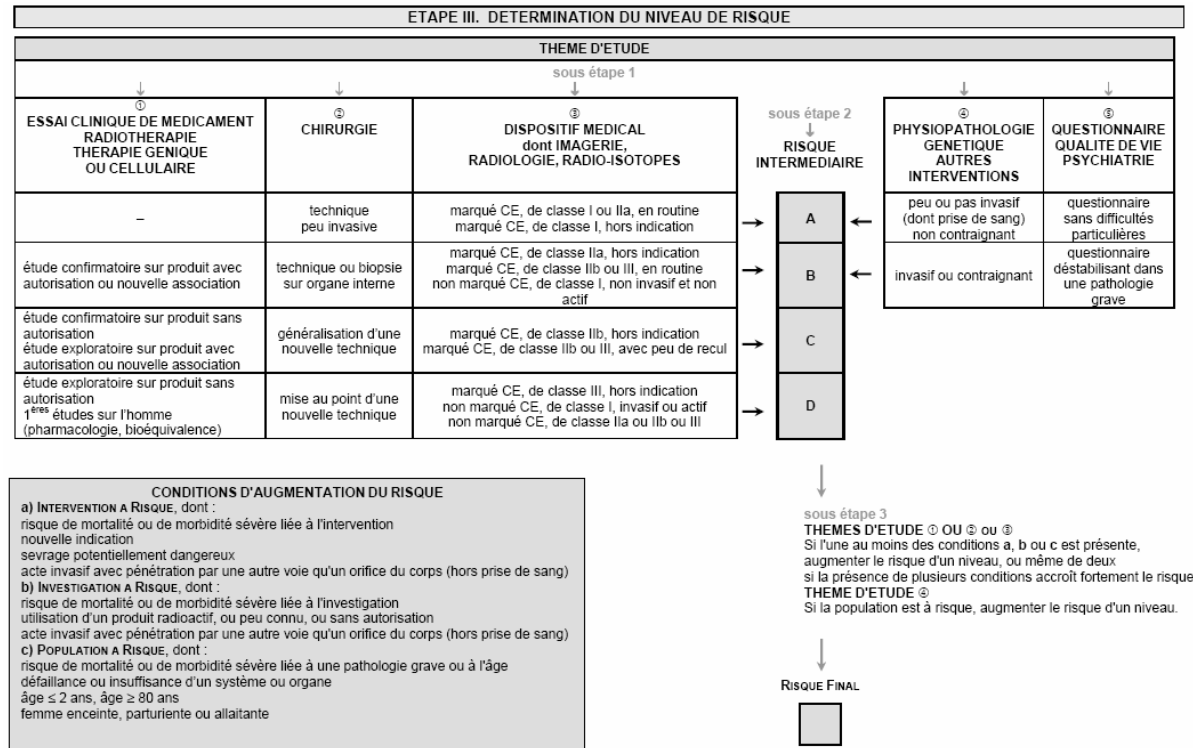 ETAPE III. DETERMINATION DU NIVEAU DE RISQUE
THEME D'ETUDE
sous étape 1
①
ESSAI CLINIQUE DE MEDICAMENT
RADIOTHERAPIE
THERAPIE GENIQUE
OU CELLULAIRE
②
CHIRURGIE
③
DISPOSITIF MEDICAL
dont IMAGERIE,
RADIOLOGIE, RADIO-ISOTOPES
sous étape 2
RISQUE
INTERMEDIAIRE
④
PHYSIOPATHOLOGIE
GENETIQUE
AUTRES
INTERVENTIONS
⑤
QUESTIONNAIRE
QUALITE DE VIE
PSYCHIATRIE
–
technique
peu invasive
marqué CE, de classe I ou IIa, en routine
marqué CE, de classe I, hors indication
→
A
←
peu ou pas invasif
(dont prise de sang)
non contraignant
questionnaire
sans difficultés
particulières
étude confirmatoire sur produit avec
autorisation ou nouvelle association
technique ou biopsie
sur organe interne
marqué CE, de classe IIa, hors indication
marqué CE, de classe IIb ou III, en routine
non marqué CE, de classe I, non invasif et non
actif
→
B
←
invasif ou contraignant
questionnaire
déstabilisant dans
une pathologie
grave
étude confirmatoire sur produit sans
autorisation
étude exploratoire sur produit avec
autorisation ou nouvelle association
généralisation d'une
nouvelle technique
marqué CE, de classe IIb, hors indication
marqué CE, de classe IIb ou III, avec peu de recul
→
C
étude exploratoire sur produit sans
autorisation
1ères études sur l'homme
(pharmacologie, bioéquivalence)
mise au point d'une
nouvelle technique
marqué CE, de classe III, hors indication
non marqué CE, de classe I, invasif ou actif
non marqué CE, de classe IIa ou IIb ou III
→
D
CONDITIONS D'AUGMENTATION DU RISQUE
a) INTERVENTION A RISQUE, dont :
risque de mortalité ou de morbidité sévère liée à l'intervention
nouvelle indication
sevrage potentiellement dangereux
acte invasif avec pénétration par une autre voie qu'un orifice du corps (hors prise de sang)
b) INVESTIGATION A RISQUE, dont :
risque de mortalité ou de morbidité sévère liée à l'investigation
utilisation d'un produit radioactif, ou peu connu, ou sans autorisation
acte invasif avec pénétration par une autre voie qu'un orifice du corps (hors prise de sang)
c) POPULATION A RISQUE, dont :
risque de mortalité ou de morbidité sévère liée à une pathologie grave ou à l'âge
défaillance ou insuffisance d'un système ou organe
âge ≤ 2 ans, âge ≥ 80 ans
femme enceinte, parturiente ou allaitante
sous étape 3
THEMES D'ETUDE ① OU ② ou ③
Si l'une au moins des conditions a, b ou c est présente,
augmenter le risque d'un niveau, ou même de deux
si la présence de plusieurs conditions accroît fortement le risque
THEME D'ETUDE ④
Si la population est à risque, augmenter le risque d'un niveau.
RISQUE FINAL